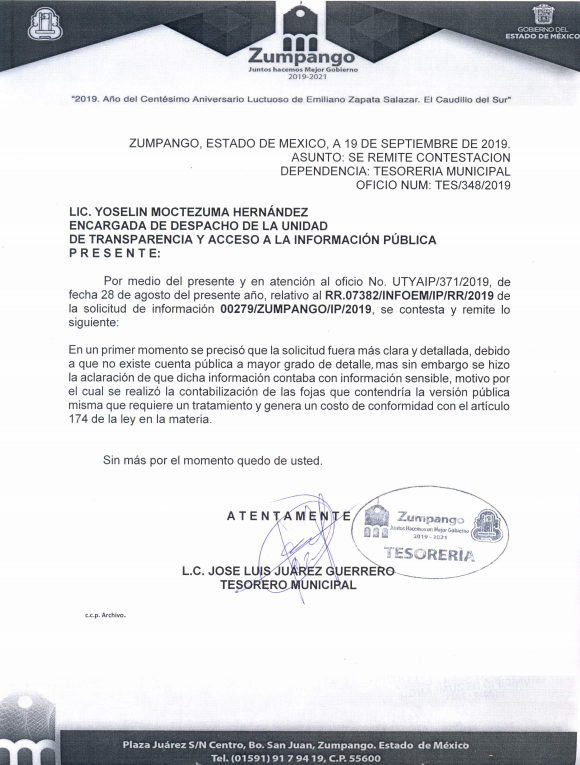 GOBIERNO DEL
ESTADO DE MÉXICO
Zumpango
Juntos hacemos Mejor Gobierno
2019-2021
"2019. Año del Centésimo Aniversario Luctuoso de Emiliano Zapata Salazar. El Caudillo del Sur"
ZUMPANGO, ESTADO DE MEXICO, A 19 DE SEPTIEMBRE DE 2019.
ASUNTO: SE REMITE CONTESTACION
DEPENDENCIA: TESORERIA MUNICIPAL
OFICIO NUM: TES/348/2019
LIC. YOSELIN MOCTEZUMA HERNÁNDEZ
ENCARGADA DE DESPACHO DE LA UNIDAD
DE TRANSPARENCIA Y ACCESO A LA INFORMACIÓN PÚBLICA
P R E S E N T E:
Por medio del presente y en atención al oficio No. UTYAIP/371/2019, de
fecha 28 de agosto del presente año, relativo al RR.07382/INFOEM/IP/RR/2019 de
la solicitud de información 00279/ZUMPANGO/IP/2019, se contesta y remite lo
siguiente:
En un primer momento se precisó que la solicitud fuera más clara y detallada, debido
a que no existe cuenta pública a mayor grado de detalle, mas sin embargo se hizo
la aclaración de que dicha información contaba con información sensible, motivo por
el cual se realizó la contabilización de las fojas que contendría la versión pública
misma que requiere un tratamiento y genera un costo de conformidad con el artículo
174 de la ley en la materia.
Sin más por el momento quedo de usted.
A T E N T A M E N T E
Zumpango
Juntos Hacemos un Mejor Gobierno
2019 - 2021
TESORERÍA
L.C. JOSE LUIS JUÁREZ GUERRERO
TESORERO MUNICIPAL
c.c.p. Archivo.
Plaza Juárez S/N Centro, Bo. San Juan, Zumpango. Estado de México
Tel. (01591) 91 7 94 19, C.P. 55600